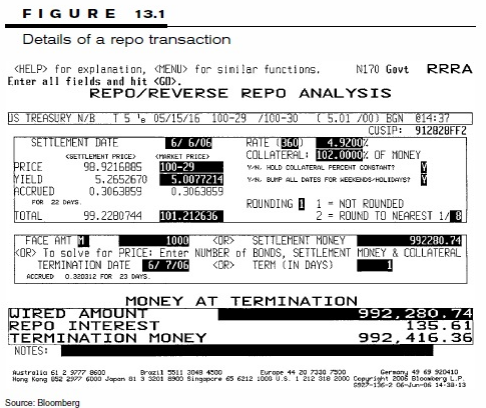 FIGURE 13.1
Details of a repo transaction
<HELP> for explanation, <MENU> for similar functions. N170 Govt RRRA
Enter all fields and hit <GO>.
REPO/REVERSE REPO ANALYSIS
US TREASURY N/B T 5 ⅛ 05/15/16 100-29 /100-30 ( 5.01 /00) BGN @14:37
CUSIP: 912828FF2
SETTLEMENT DATE 6/ 6/06 RATE (360) 4.9200%
<SETTLEMENT PRICE> <MARKET PRICE> COLLATERAL: 102.0000% OF MONEY
PRICE 98.9216885 100-29 Y/N, HOLD COLLATERAL PERCENT CONSTANT? Y
YIELD 5.2652670 5.0077214 Y/N, BUMP ALL DATES FOR WEEKENDS/HOLIDAYS? Y
ACCRUED 0.3063859 0.3063859
FOR 22 DAYS. ROUNDING 1 1 = NOT ROUNDED
TOTAL 99.2280744 101.212636 2 = ROUND TO NEAREST 1/ 8
FACE AMT M 1000 <OR> SETTLEMENT MONEY 992280.74
<OR> To solve for PRICE: Enter NUMBER of BONDS, SETTLEMENT MONEY & COLLATERAL
TERMINATION DATE 6/ 7/06 <OR> TERM (IN DAYS) 1
ACCRUED 0.320312 FOR 23 DAYS.
MONEY AT TERMINATION
WIRED AMOUNT 992,280.74
REPO INTEREST 135.61
TERMINATION MONEY 992,416.36
NOTES:
Australia 61 2 9777 8600 Brazil 5511 3048 4500 Europe 44 20 7330 7500 Germany 49 69 920410
Hong Kong 852 2977 6000 Japan 81 3 3201 8900 Singapore 65 6212 1000 U.S. 1 212 318 2000 Copyright 2006 Bloomberg L.P.
G927-136-2 06-Jun-06 14:38:13
Source: Bloomberg